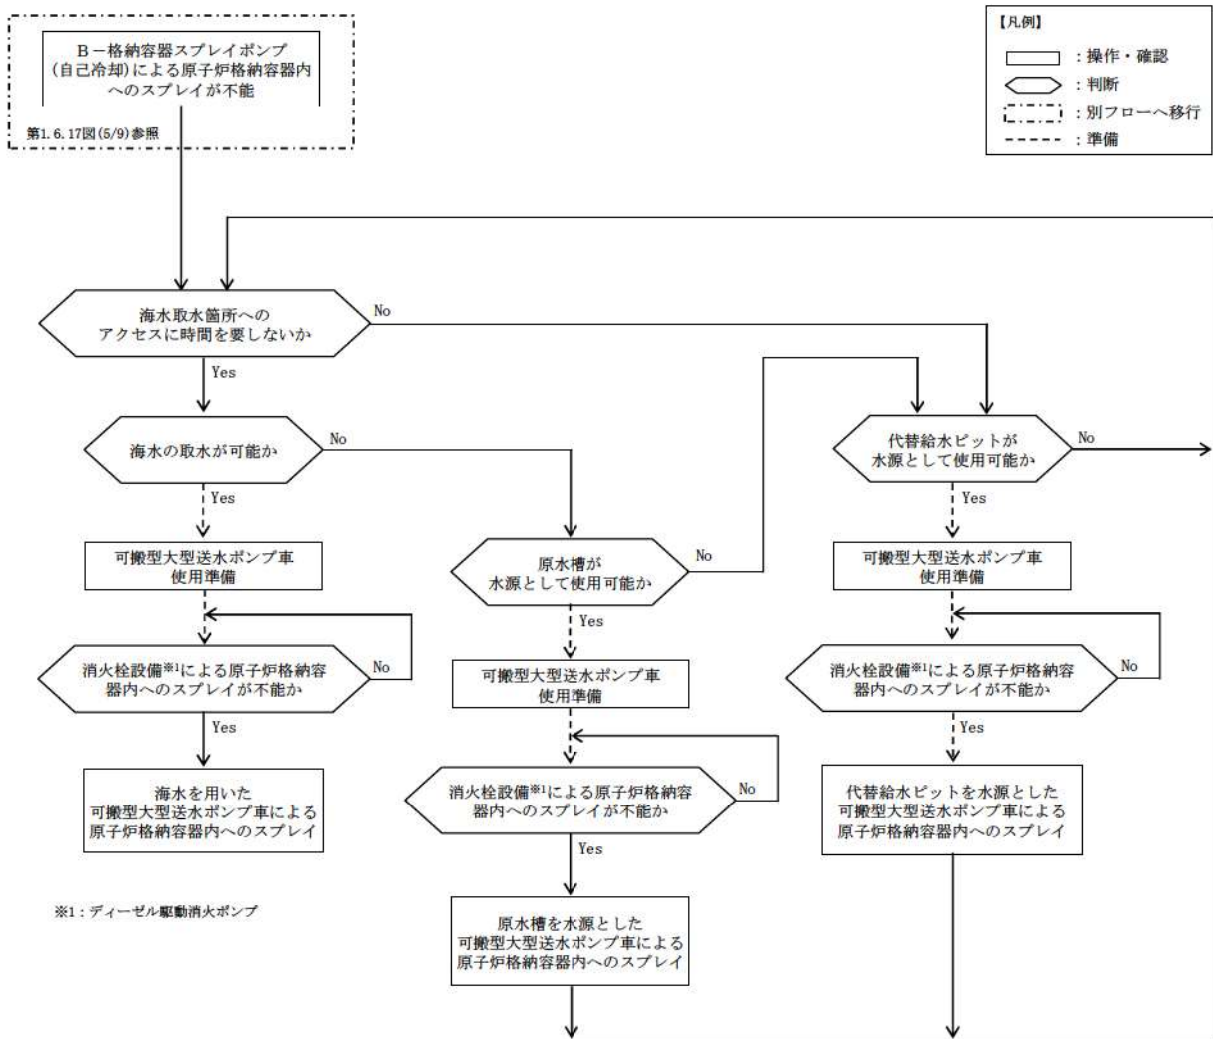 B－格納容器スプレイポンプ
(自己冷却)による原子炉格納容器内
へのスプレイが不能
第1.6.17図(5/9)参照
【凡例】
：操作・確認
：判断
：別フローへ移行
：準備
海水取水箇所への
アクセスに時間を要しないか
No
Yes
海水の取水が可能か
No
Yes
可搬型大型送水ポンプ車
使用準備
消火栓設備※1による原子炉格納容
器内へのスプレイが不能か
No
Yes
海水を用いた
可搬型大型送水ポンプ車による
原子炉格納容器内へのスプレイ
※1：ディーゼル駆動消火ポンプ
原水槽が
水源として使用可能か
No
Yes
可搬型大型送水ポンプ車
使用準備
消火栓設備※1による原子炉格納容
器内へのスプレイが不能か
No
Yes
原水槽を水源とした
可搬型大型送水ポンプ車による
原子炉格納容器内へのスプレイ
代替給水ピットが
水源として使用可能か
No
Yes
可搬型大型送水ポンプ車
使用準備
消火栓設備※1による原子炉格納容
器内へのスプレイが不能か
No
Yes
代替給水ピットを水源とした
可搬型大型送水ポンプ車による
原子炉格納容器内へのスプレイ